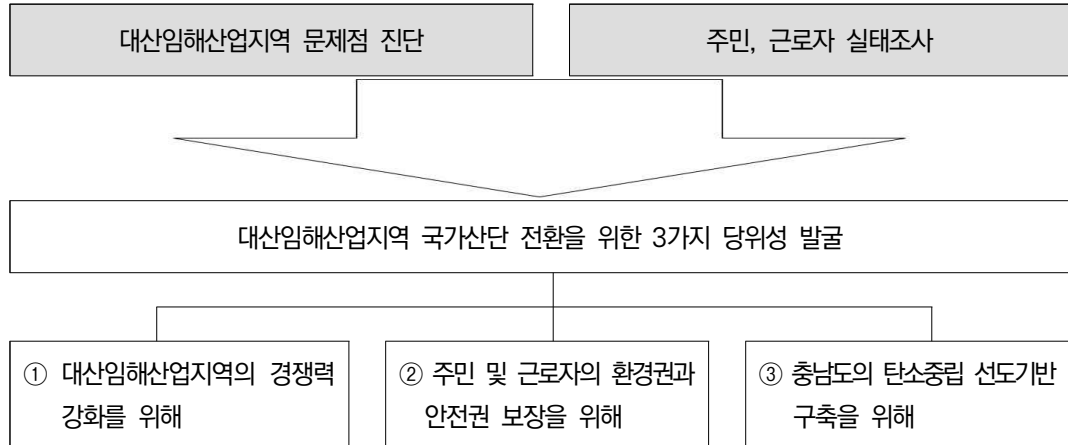 대산임해산업지역 문제점 진단
주민, 근로자 실태조사
대산임해산업지역 국가산단 전환을 위한 3가지 당위성 발굴
① 대산임해산업지역의 경쟁력
강화를 위해
② 주민 및 근로자의 환경권과
안전권 보장을 위해
③ 충남도의 탄소중립 선도기반
구축을 위해